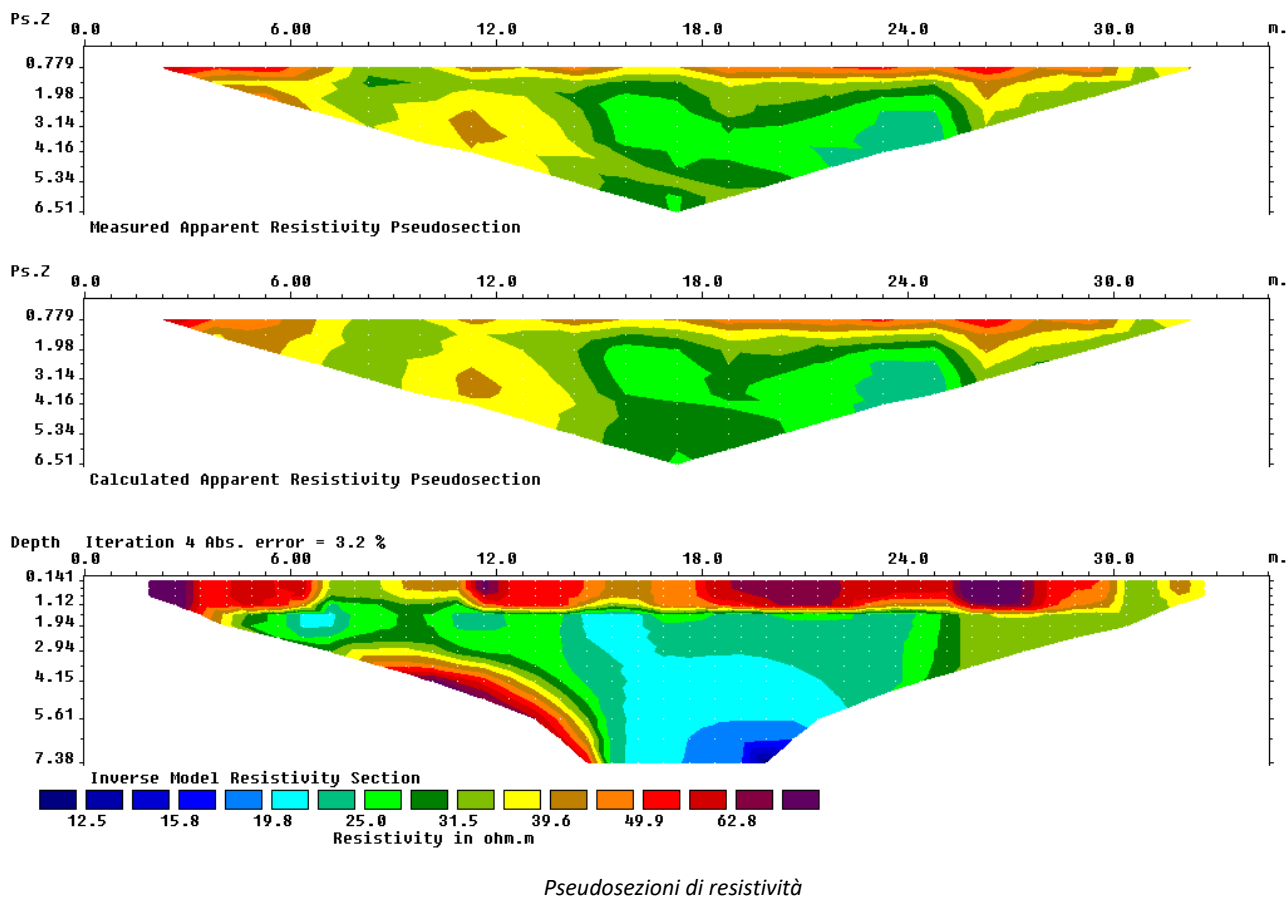 Ps.Z 0.0 6.00 12.0 18.0 24.0 30.0 m.
0.779
1.98
3.14
4.16
5.34
6.51
Measured Apparent Resistivity Pseudosection
Ps.Z 0.0 6.00 12.0 18.0 24.0 30.0 m.
0.779
1.98
3.14
4.16
5.34
6.51
Calculated Apparent Resistivity Pseudosection
Depth Iteration 4 Abs. error = 3.2 %
0.0 6.00 12.0 18.0 24.0 30.0 m.
0.141
1.12
1.94
2.94
4.15
5.61
7.38
Inverse Model Resistivity Section
12.5 15.8 19.8 25.0 31.5 39.6 49.9 62.8
Resistivity in ohm.m
Pseudosezioni di resistività